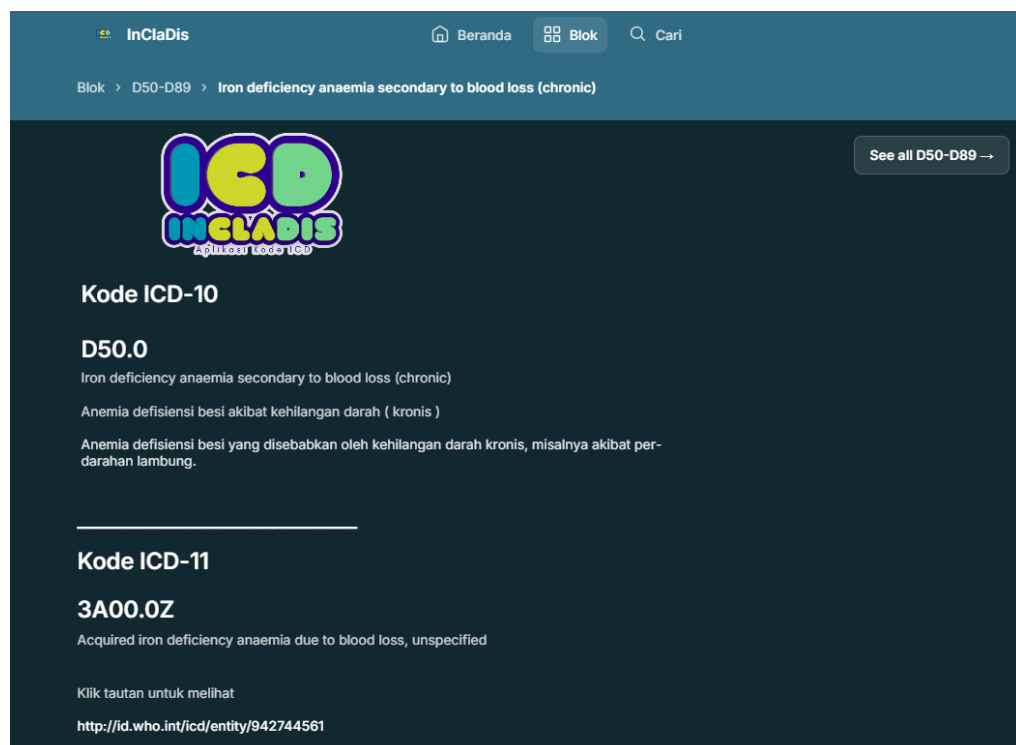 InClaDis Beranda Blok Cari
Blok > D50-D89 > Iron deficiency anaemia secondary to blood loss (chronic)
See all D50-D89 →
ICD
INCLADIS
Aplikasi Kode ICD
Kode ICD-10
D50.0
Iron deficiency anaemia secondary to blood loss (chronic)
Anemia defisiensi besi akibat kehilangan darah ( kronis )
Anemia defisiensi besi yang disebabkan oleh kehilangan darah kronis, misalnya akibat per-
darahan lambung.
Kode ICD-11
3A00.0Z
Acquired iron deficiency anaemia due to blood loss, unspecified
Klik tautan untuk melihat
http://id.who.int/icd/entity/942744561